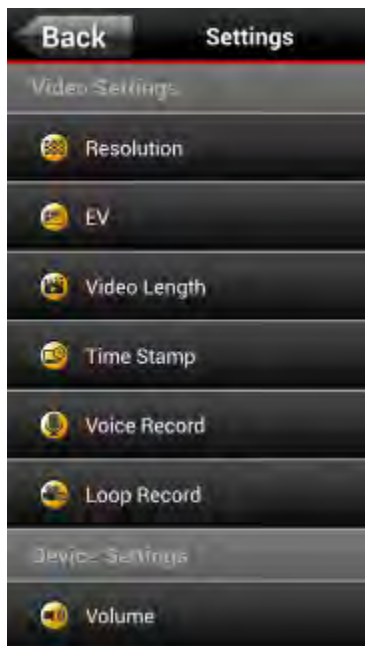 Back Settings
Video Settings
Resolution
EV
Video Length
Time Stamp
Voice Record
Loop Record
Device Settings
Volume